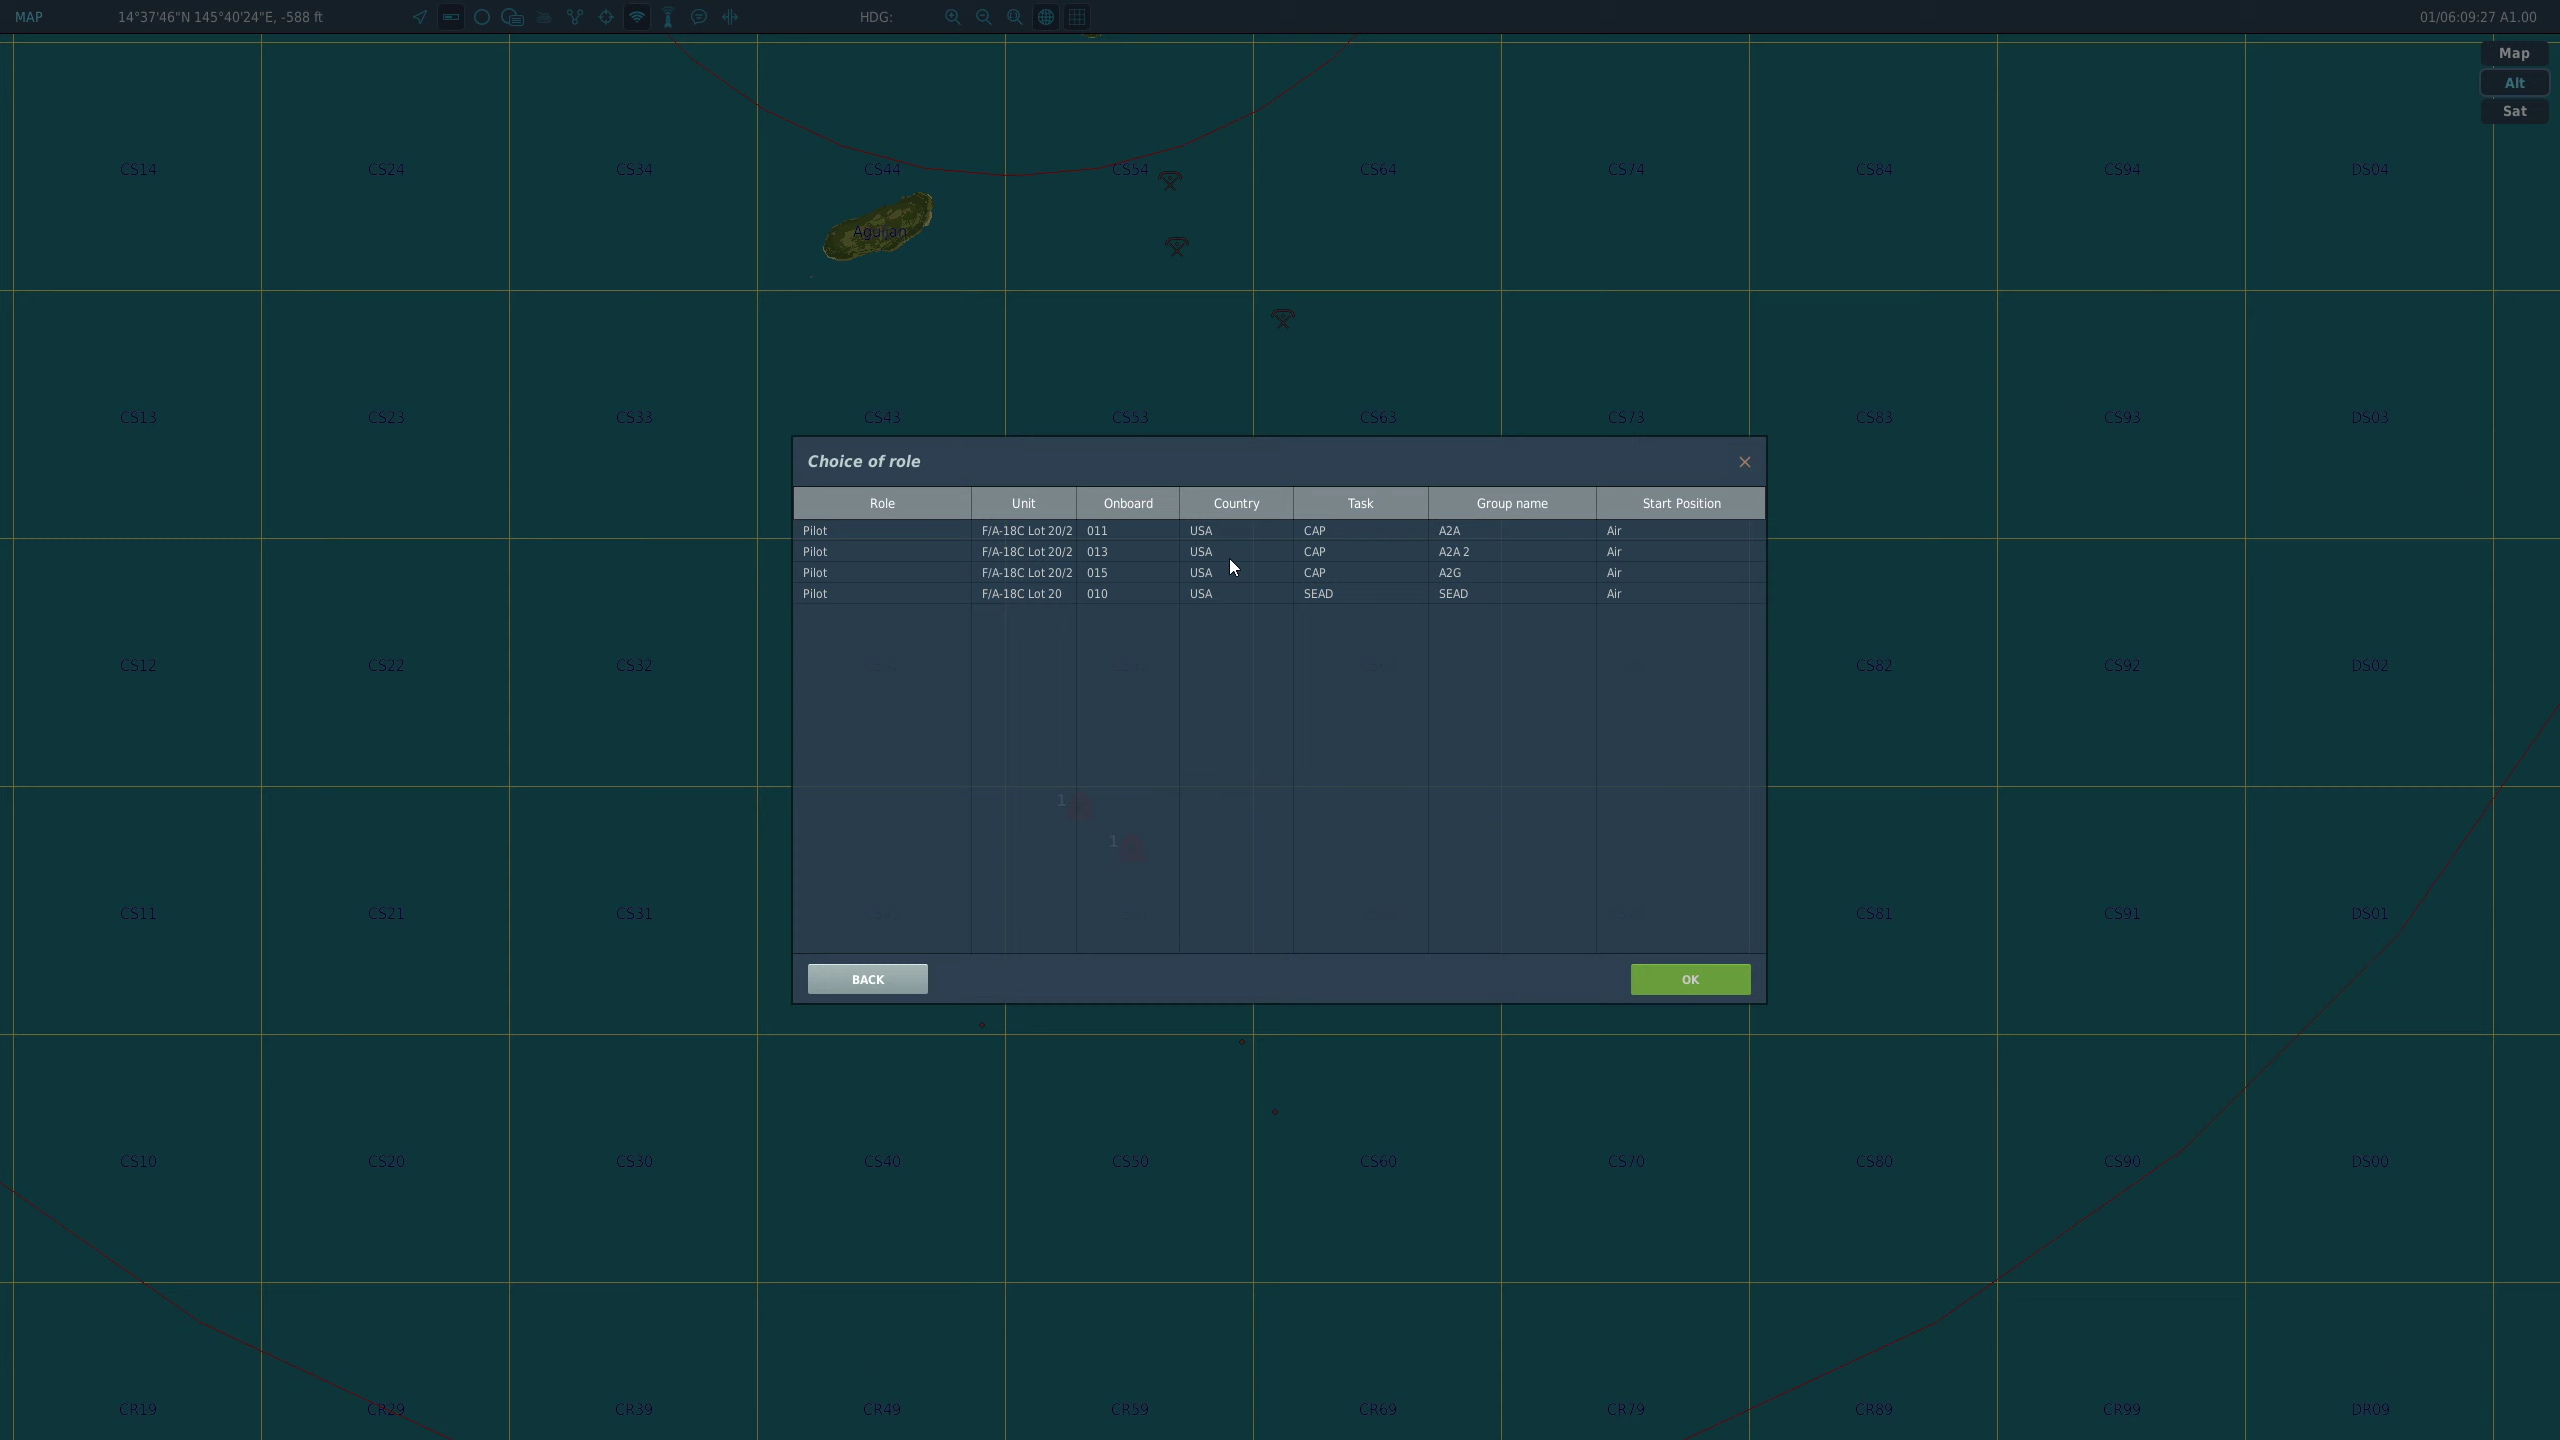 MAP 14°37'46"N 145°40'24"E, -588 ft HDG: 01/06:09:27 A1.00
Map
Alt
Sat
CS14 CS24 CS34 CS44 CS54 CS64 CS74 CS84 CS94 DS04
Aguijan
CS13 CS23 CS33 CS43 CS53 CS63 CS73 CS83 CS93 DS03
Choice of role
Role Unit Onboard Country Task Group name Start Position
Pilot F/A-18C Lot 20/2 011 USA CAP A2A Air
Pilot F/A-18C Lot 20/2 013 USA CAP A2A 2 Air
Pilot F/A-18C Lot 20/2 015 USA CAP A2G Air
Pilot F/A-18C Lot 20 010 USA SEAD SEAD Air
CS12 CS22 CS32 CS82 CS92 DS02
1
1
CS11 CS21 CS31 CS81 CS91 DS01
BACK OK
CS10 CS20 CS30 CS40 CS50 CS60 CS70 CS80 CS90 DS00
CR19 CR29 CR39 CR49 CR59 CR69 CR79 CR89 CR99 DR09